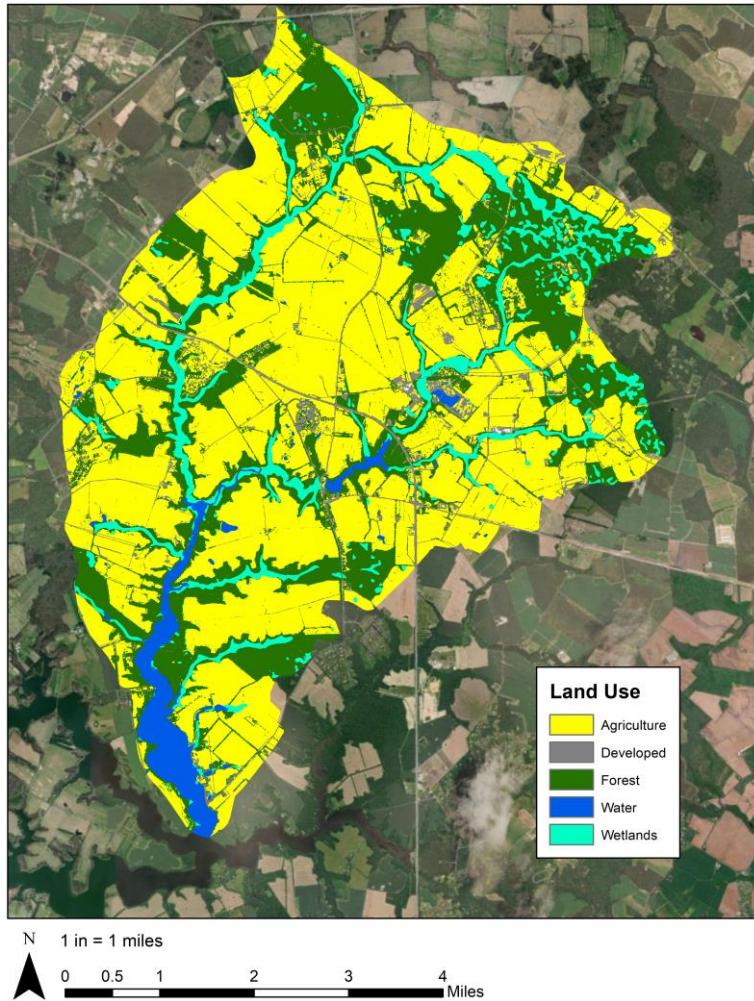 Land Use
Agriculture
Developed
Forest
Water
Wetlands
N
1 in = 1 miles
0 0.5 1 2 3 4
Miles